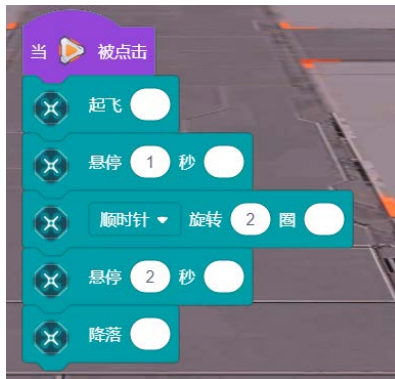 当 被点击
起飞
悬停 1 秒
顺时针 旋转 2 圈
悬停 2 秒
降落